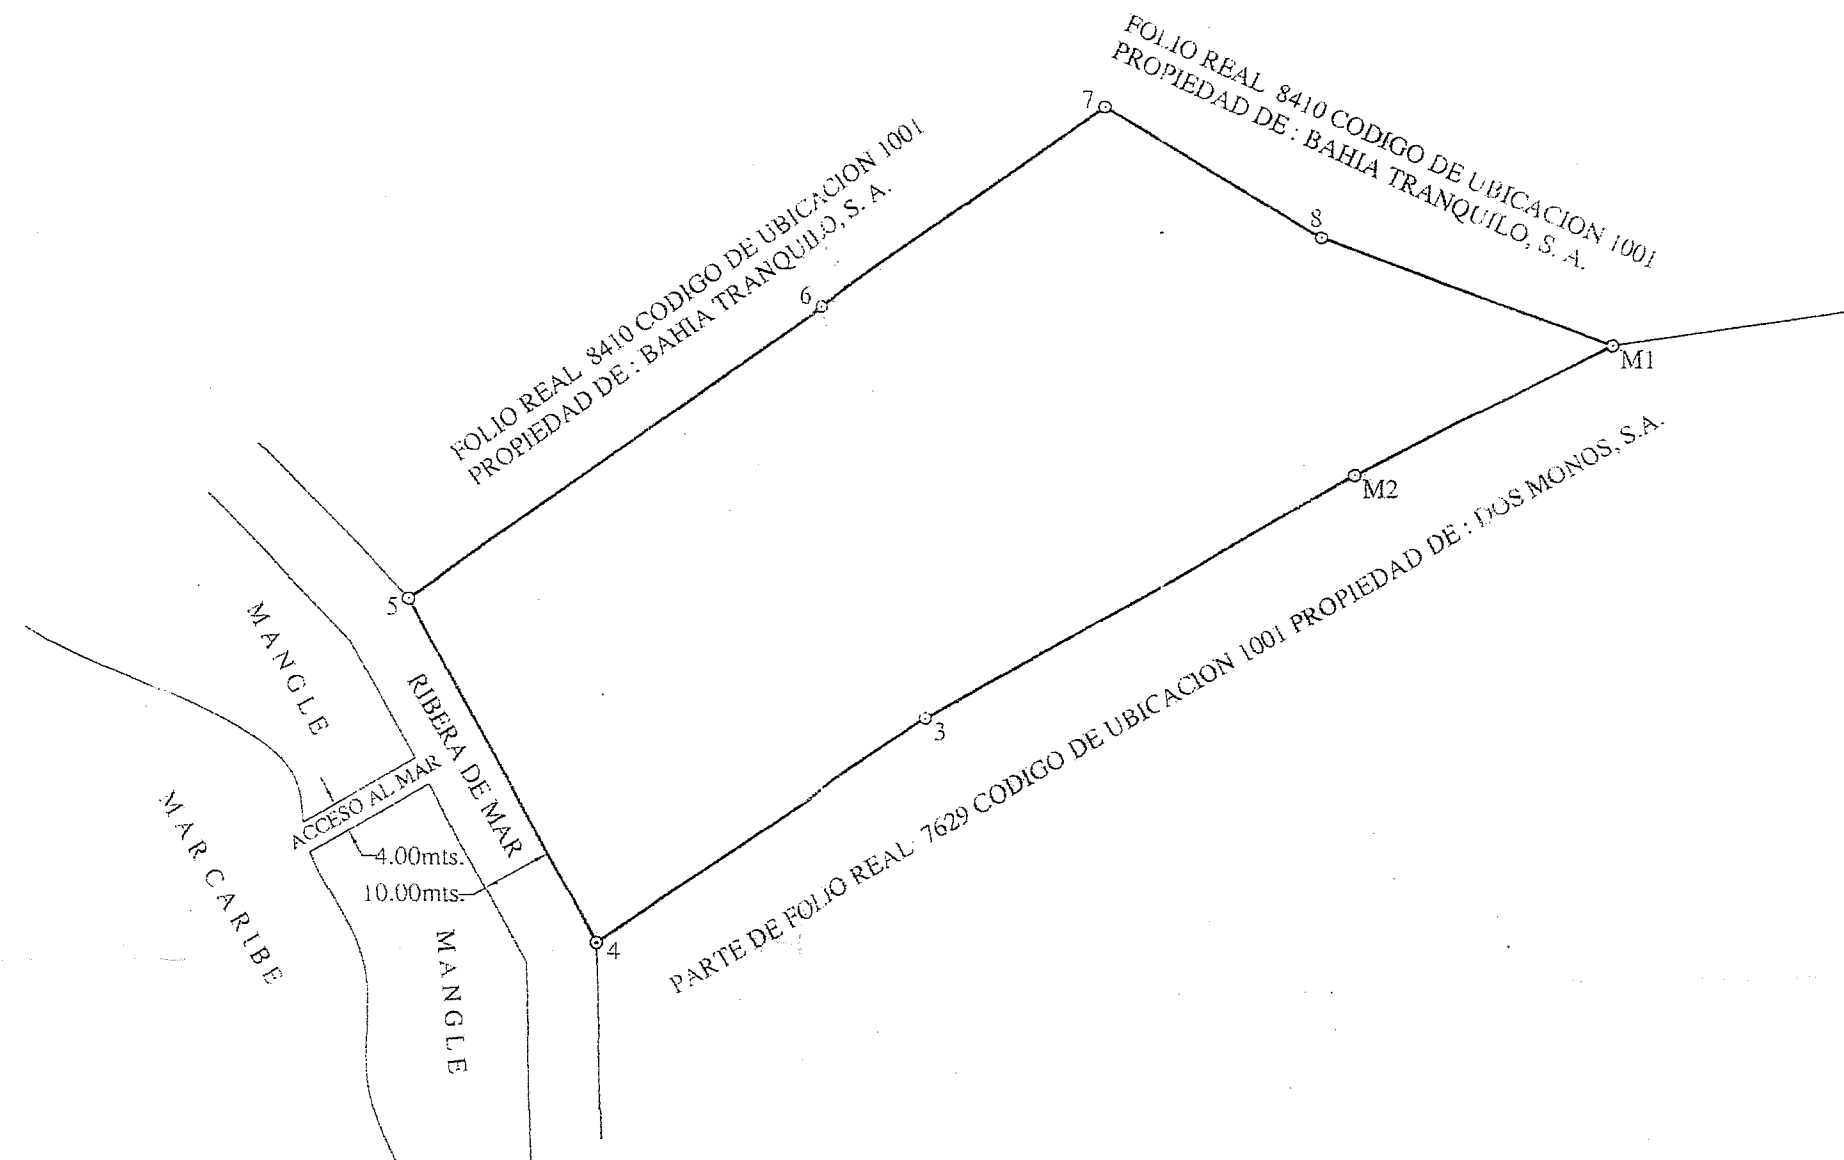 FOLIO REAL 8410 CODIGO DE UBICACION 1001
PROPIEDAD DE : BAHIA TRANQUILO, S. A.
7
FOLIO REAL 8410 CODIGO DE UBICACION 1001
PROPIEDAD DE : BAHIA TRANQUILO, S. A.
8
6
M1
M2
5
3
4
PARTE DE FOLIO REAL 7629 CODIGO DE UBICACION 1001 PROPIEDAD DE : DOS MONOS, S.A.
MANGLE
RIBERA DE MAR
ACCESO AL MAR
4.00mts.
10.00mts.
MAR CARIBE
MANGLE